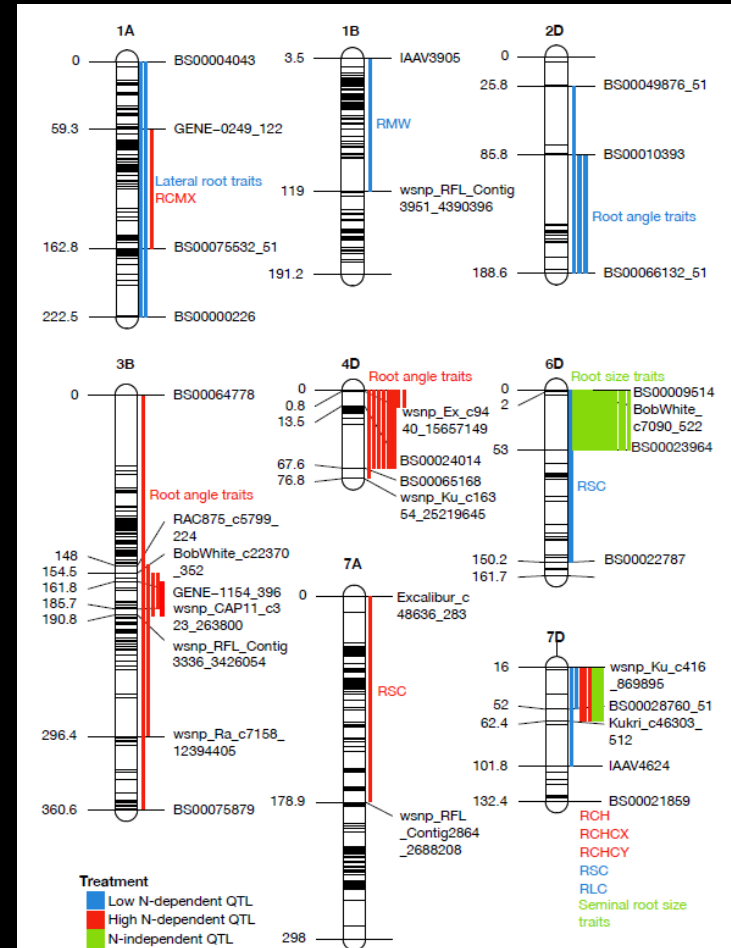 1A
0
BS00004043
59.3
GENE−0249_122
Lateral root traits
RCMX
162.8
BS00075532_51
222.5
BS00000226
1B
3.5
IAAV3905
RMW
119
wsnp_RFL_Contig
3951_4390396
191.2
2D
0
25.8
BS00049876_51
85.8
BS00010393
Root angle traits
188.6
BS00066132_51
3B
0
BS00064778
Root angle traits
RAC875_c5799_
224
148
BobWhite_c22370
_352
154.5
161.8
GENE−1154_396
185.7
wsnp_CAP11_c3
23_263800
190.8
wsnp_RFL_Contig
3336_3426054
296.4
wsnp_Ra_c7158_
12394405
360.6
BS00075879
4D
Root angle traits
0
0.8
wsnp_Ex_c94
40_15657149
13.5
BS00024014
67.6
BS00065168
76.8
wsnp_Ku_c163
54_25219645
6D
Root size traits
0
BS00009514
2
BobWhite_
c7090_522
53
BS00023964
RSC
150.2
BS00022787
161.7
7A
0
Excalibur_c
48636_283
RSC
178.9
wsnp_RFL
_Contig2864
_2688208
298
7D
16
wsnp_Ku_c416
_869895
52
BS00028760_51
62.4
Kukri_c46303_
512
101.8
IAAV4624
132.4
BS00021859
RCH
RCHCX
RCHCY
RSC
RLC
Seminal root size
traits
Treatment
Low N-dependent QTL
High N-dependent QTL
N-independent QTL